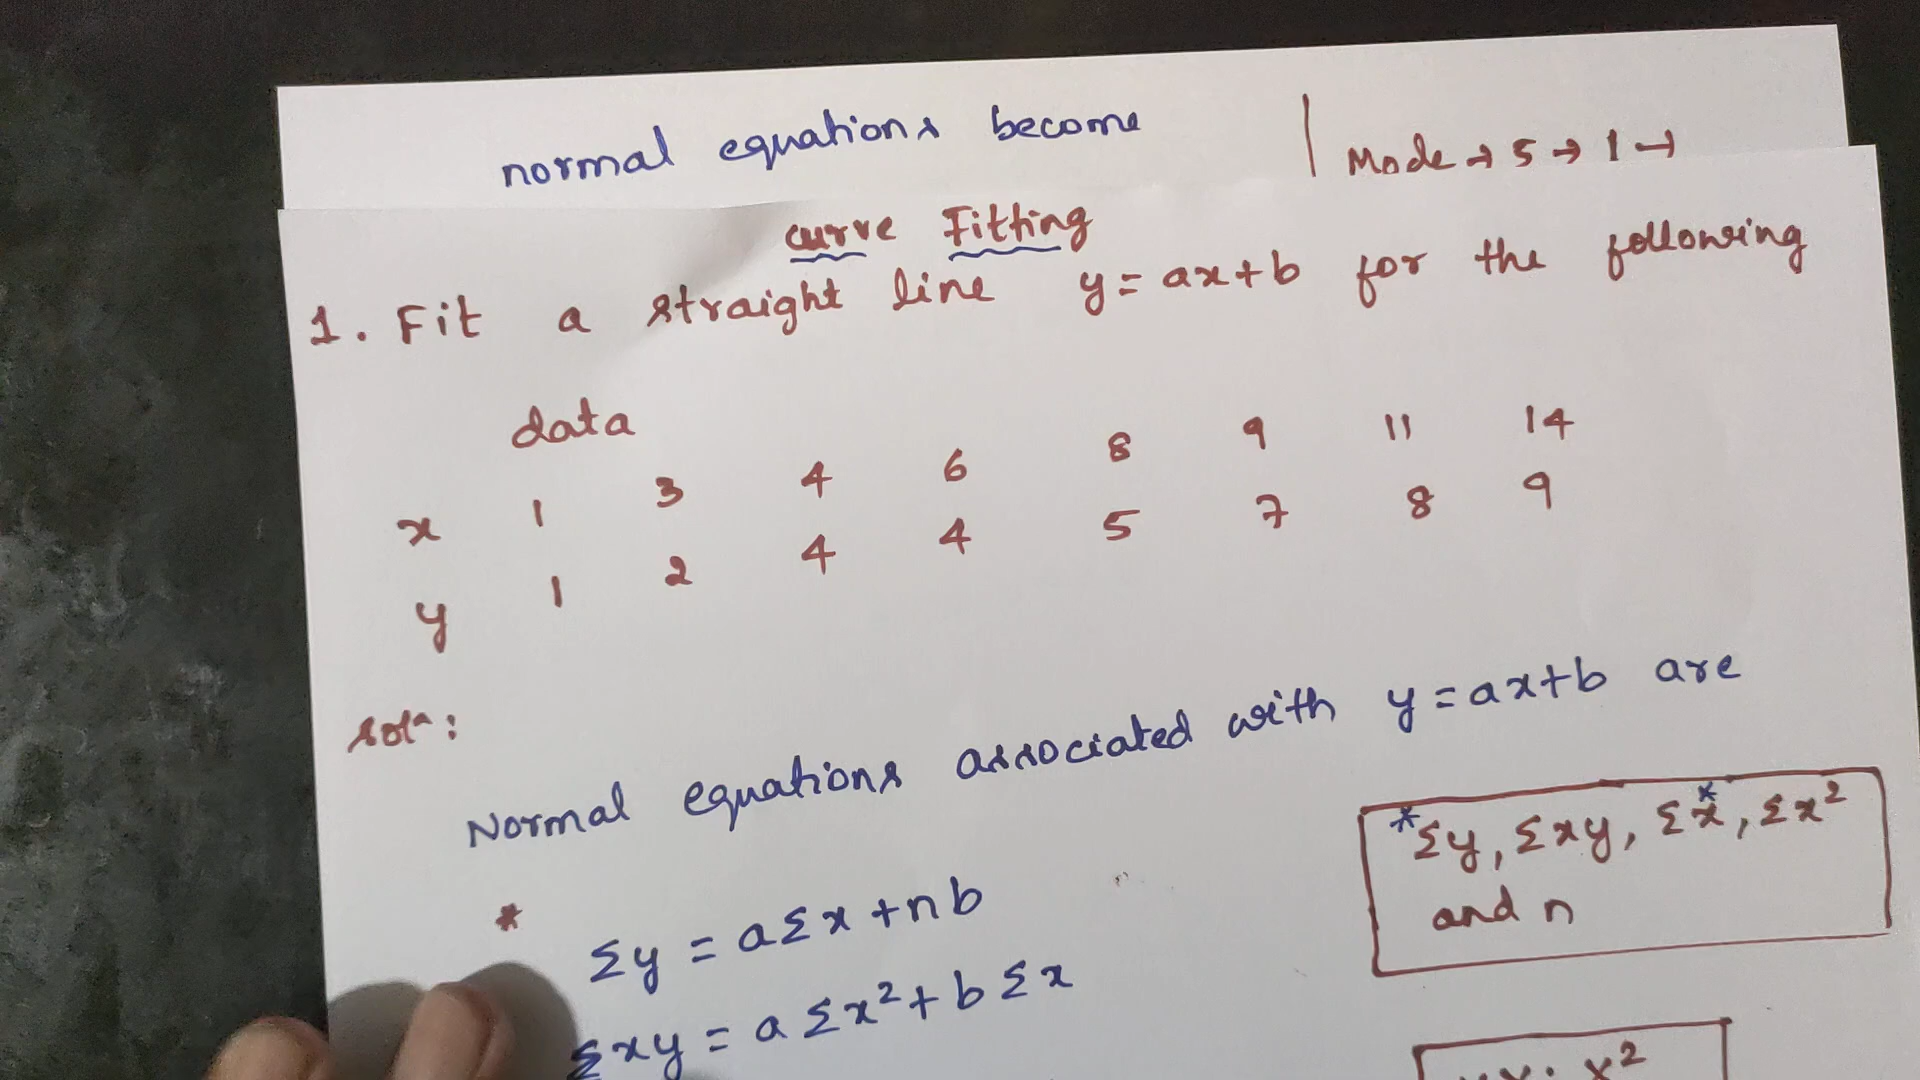 normal equations become | Mode → 5 → 1 →
Curve Fitting
1. Fit a straight line y = ax+b for the following
data
x 1 3 4 6 8 9 11 14
y 1 2 4 4 5 7 8 9
Solⁿ:
Normal equations associated with y = ax+b are
* Σy = aΣx + nb
Σxy = aΣx² + bΣx
*Σy, Σxy, Σx*, Σx²
and n
x²